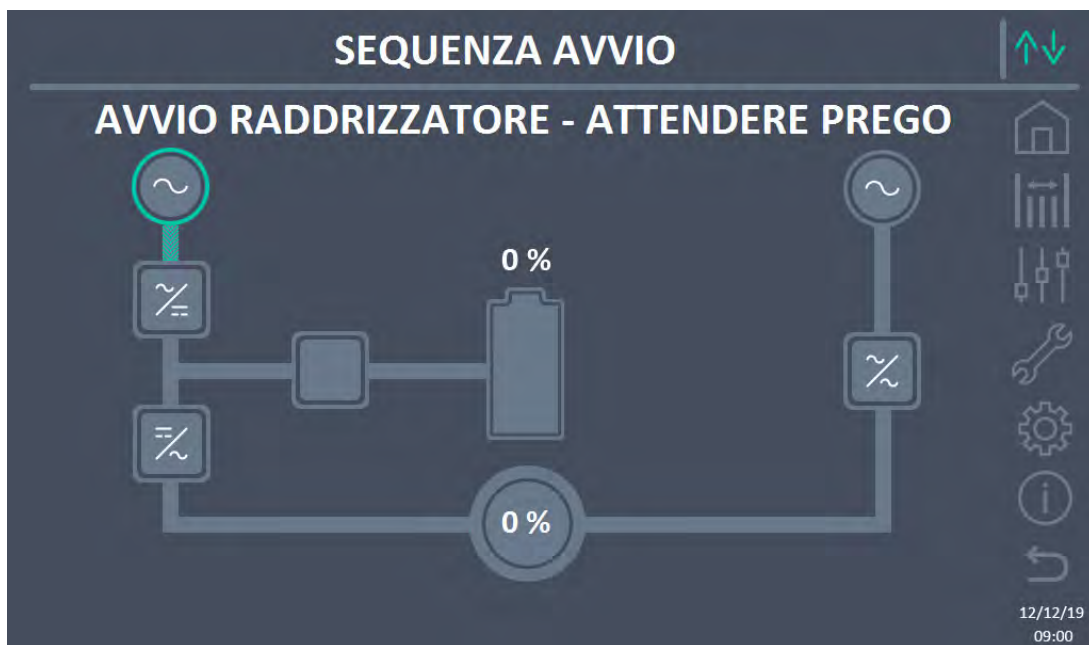 SEQUENZA AVVIO
AVVIO RADDRIZZATORE - ATTENDERE PREGO
0 %
0 %
12/12/19
09:00